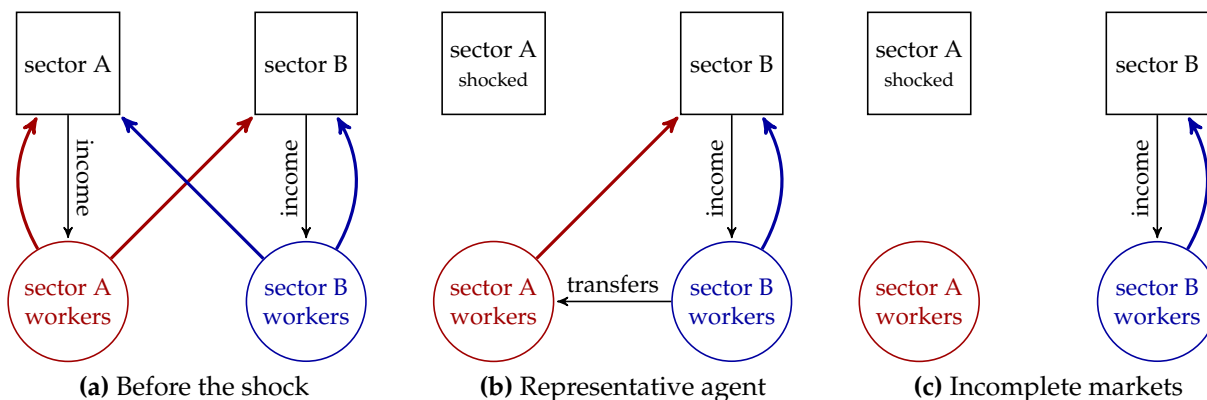 sector A
sector B
income
income
sector A
workers
sector B
workers
(a) Before the shock
sector A
shocked
sector B
income
transfers
sector A
workers
sector B
workers
(b) Representative agent
sector A
shocked
sector B
income
sector A
workers
sector B
workers
(c) Incomplete markets